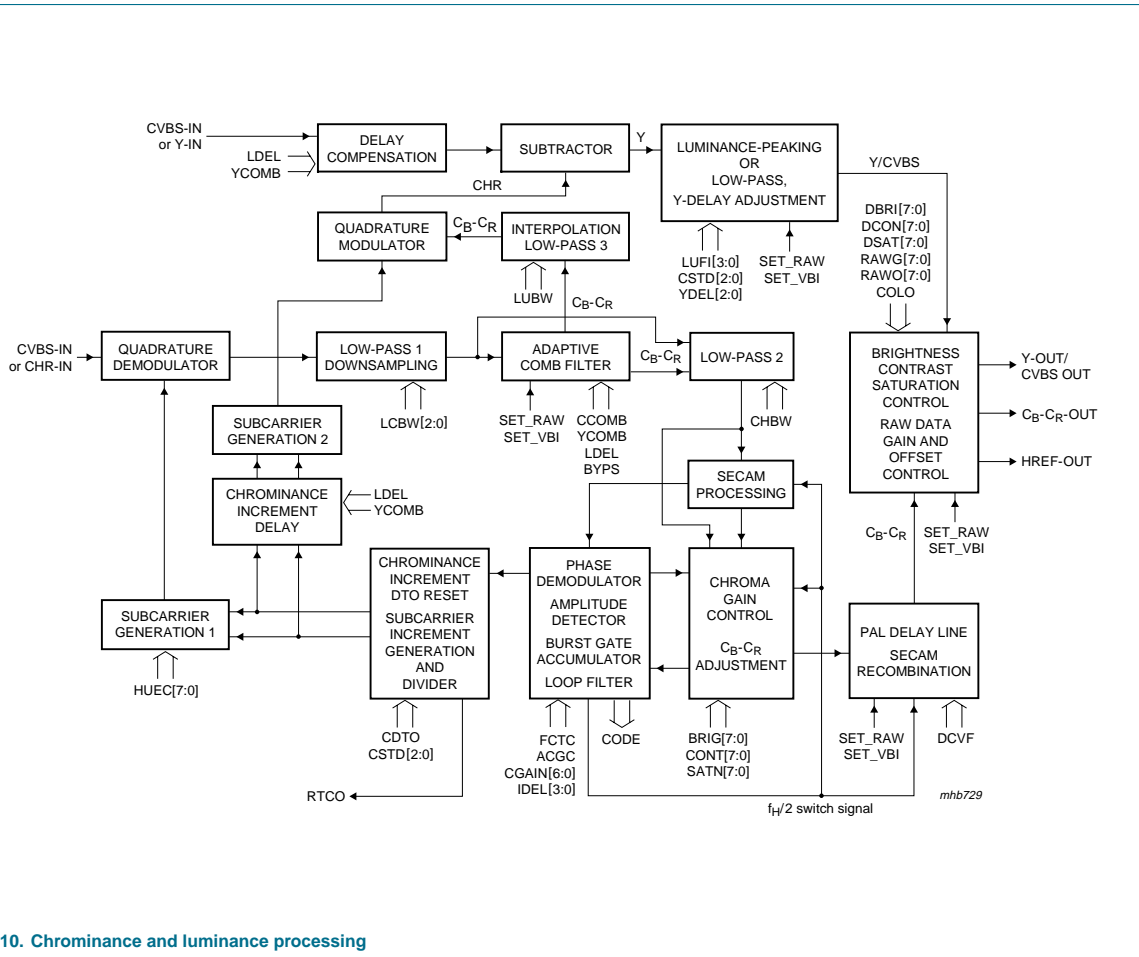 CVBS-IN
or Y-IN
LDEL
YCOMB
DELAY
COMPENSATION
SUBTRACTOR
Y
LUMINANCE-PEAKING
OR
LOW-PASS,
Y-DELAY ADJUSTMENT
Y/CVBS
CHR
QUADRATURE
MODULATOR
CB-CR
INTERPOLATION
LOW-PASS 3
LUBW
CB-CR
LUFI[3:0]
CSTD[2:0]
YDEL[2:0]
SET_RAW
SET_VBI
DBRI[7:0]
DCON[7:0]
DSAT[7:0]
RAWG[7:0]
RAWO[7:0]
COLO
CVBS-IN
or CHR-IN
QUADRATURE
DEMODULATOR
LOW-PASS 1
DOWNSAMPLING
LCBW[2:0]
ADAPTIVE
COMB FILTER
CB-CR
LOW-PASS 2
SET_RAW
SET_VBI
CCOMB
YCOMB
LDEL
BYPS
CHBW
BRIGHTNESS
CONTRAST
SATURATION
CONTROL
RAW DATA
GAIN AND
OFFSET
CONTROL
Y-OUT/
CVBS OUT
CB-CR-OUT
HREF-OUT
SUBCARRIER
GENERATION 2
CHROMINANCE
INCREMENT
DELAY
LDEL
YCOMB
SECAM
PROCESSING
CB-CR
SET_RAW
SET_VBI
SUBCARRIER
GENERATION 1
HUEC[7:0]
CHROMINANCE
INCREMENT
DTO RESET
SUBCARRIER
INCREMENT
GENERATION
AND
DIVIDER
CDTO
CSTD[2:0]
PHASE
DEMODULATOR
AMPLITUDE
DETECTOR
BURST GATE
ACCUMULATOR
LOOP FILTER
FCTC
ACGC
CGAIN[6:0]
IDEL[3:0]
CODE
CHROMA
GAIN
CONTROL
CB-CR
ADJUSTMENT
BRIG[7:0]
CONT[7:0]
SATN[7:0]
PAL DELAY LINE
SECAM
RECOMBINATION
SET_RAW
SET_VBI
DCVF
RTCO
fH/2 switch signal
mhb729
10. Chrominance and luminance processing